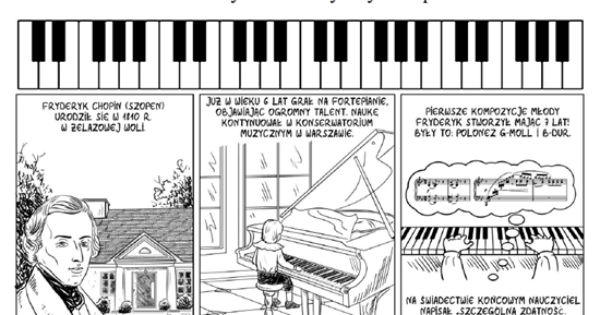 FRYDERYK CHOPIN (SZOPEN)
URODZIŁ SIĘ W 1810 R.
W ŻELAZOWEJ WOLI.
JUŻ W WIEKU 6 LAT GRAŁ NA FORTEPIANIE,
OBJAWIAJĄC OGROMNY TALENT. NAUKĘ
KONTYNUOWAŁ W KONSERWATORIUM
MUZYCZNYM W WARSZAWIE.
PIERWSZE KOMPOZYCJE MŁODY
FRYDERYK STWORZYŁ MAJĄC 7 LAT!
BYŁY TO: POLONEZ G-MOLL I B-DUR.
NA ŚWIADECTWIE KOŃCOWYM NAUCZYCIEL
NAPISAŁ „SZCZEGÓLNA ZDATNOŚĆ,